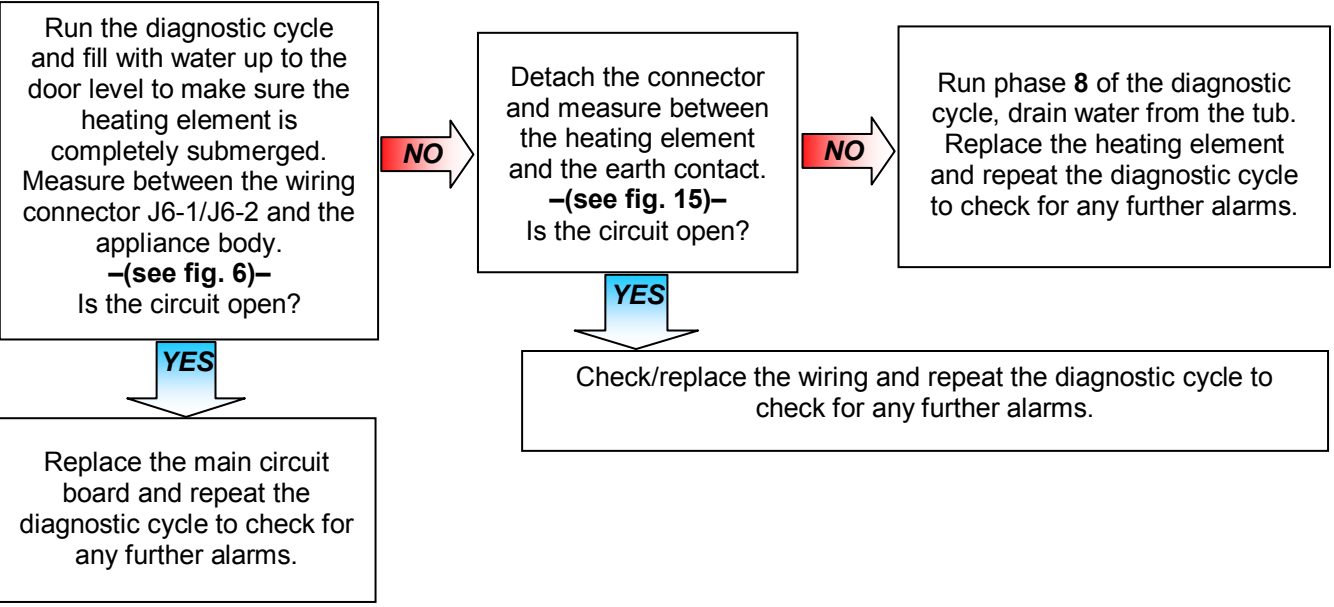 Run the diagnostic cycle
and fill with water up to the
door level to make sure the
heating element is
completely submerged.
Measure between the wiring
connector J6-1/J6-2 and the
appliance body.
–(see fig. 6)–
Is the circuit open?
NO
Detach the connector
and measure between
the heating element
and the earth contact.
–(see fig. 15)–
Is the circuit open?
NO
Run phase 8 of the diagnostic
cycle, drain water from the tub.
Replace the heating element
and repeat the diagnostic cycle
to check for any further alarms.
YES
Check/replace the wiring and repeat the diagnostic cycle to
check for any further alarms.
YES
Replace the main circuit
board and repeat the
diagnostic cycle to check for
any further alarms.